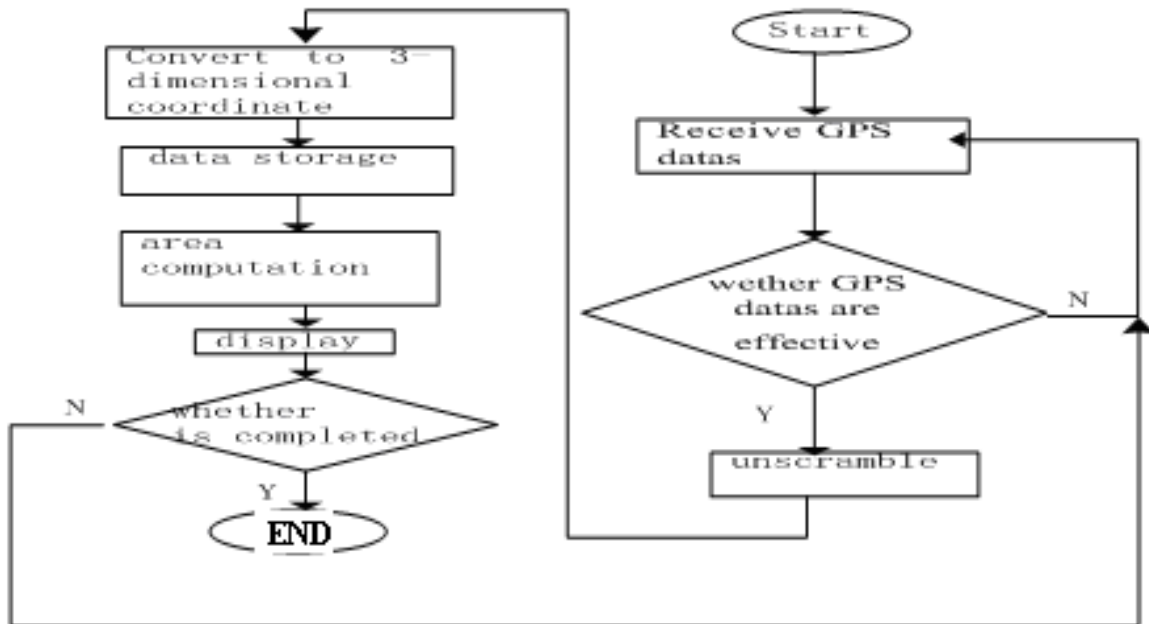 Start
Receive GPS
datas
wether GPS
datas are
effective
N
Y
unscramble
Convert to 3-
dimensional
coordinate
data storage
area
computation
display
whether
is completed
N
Y
END